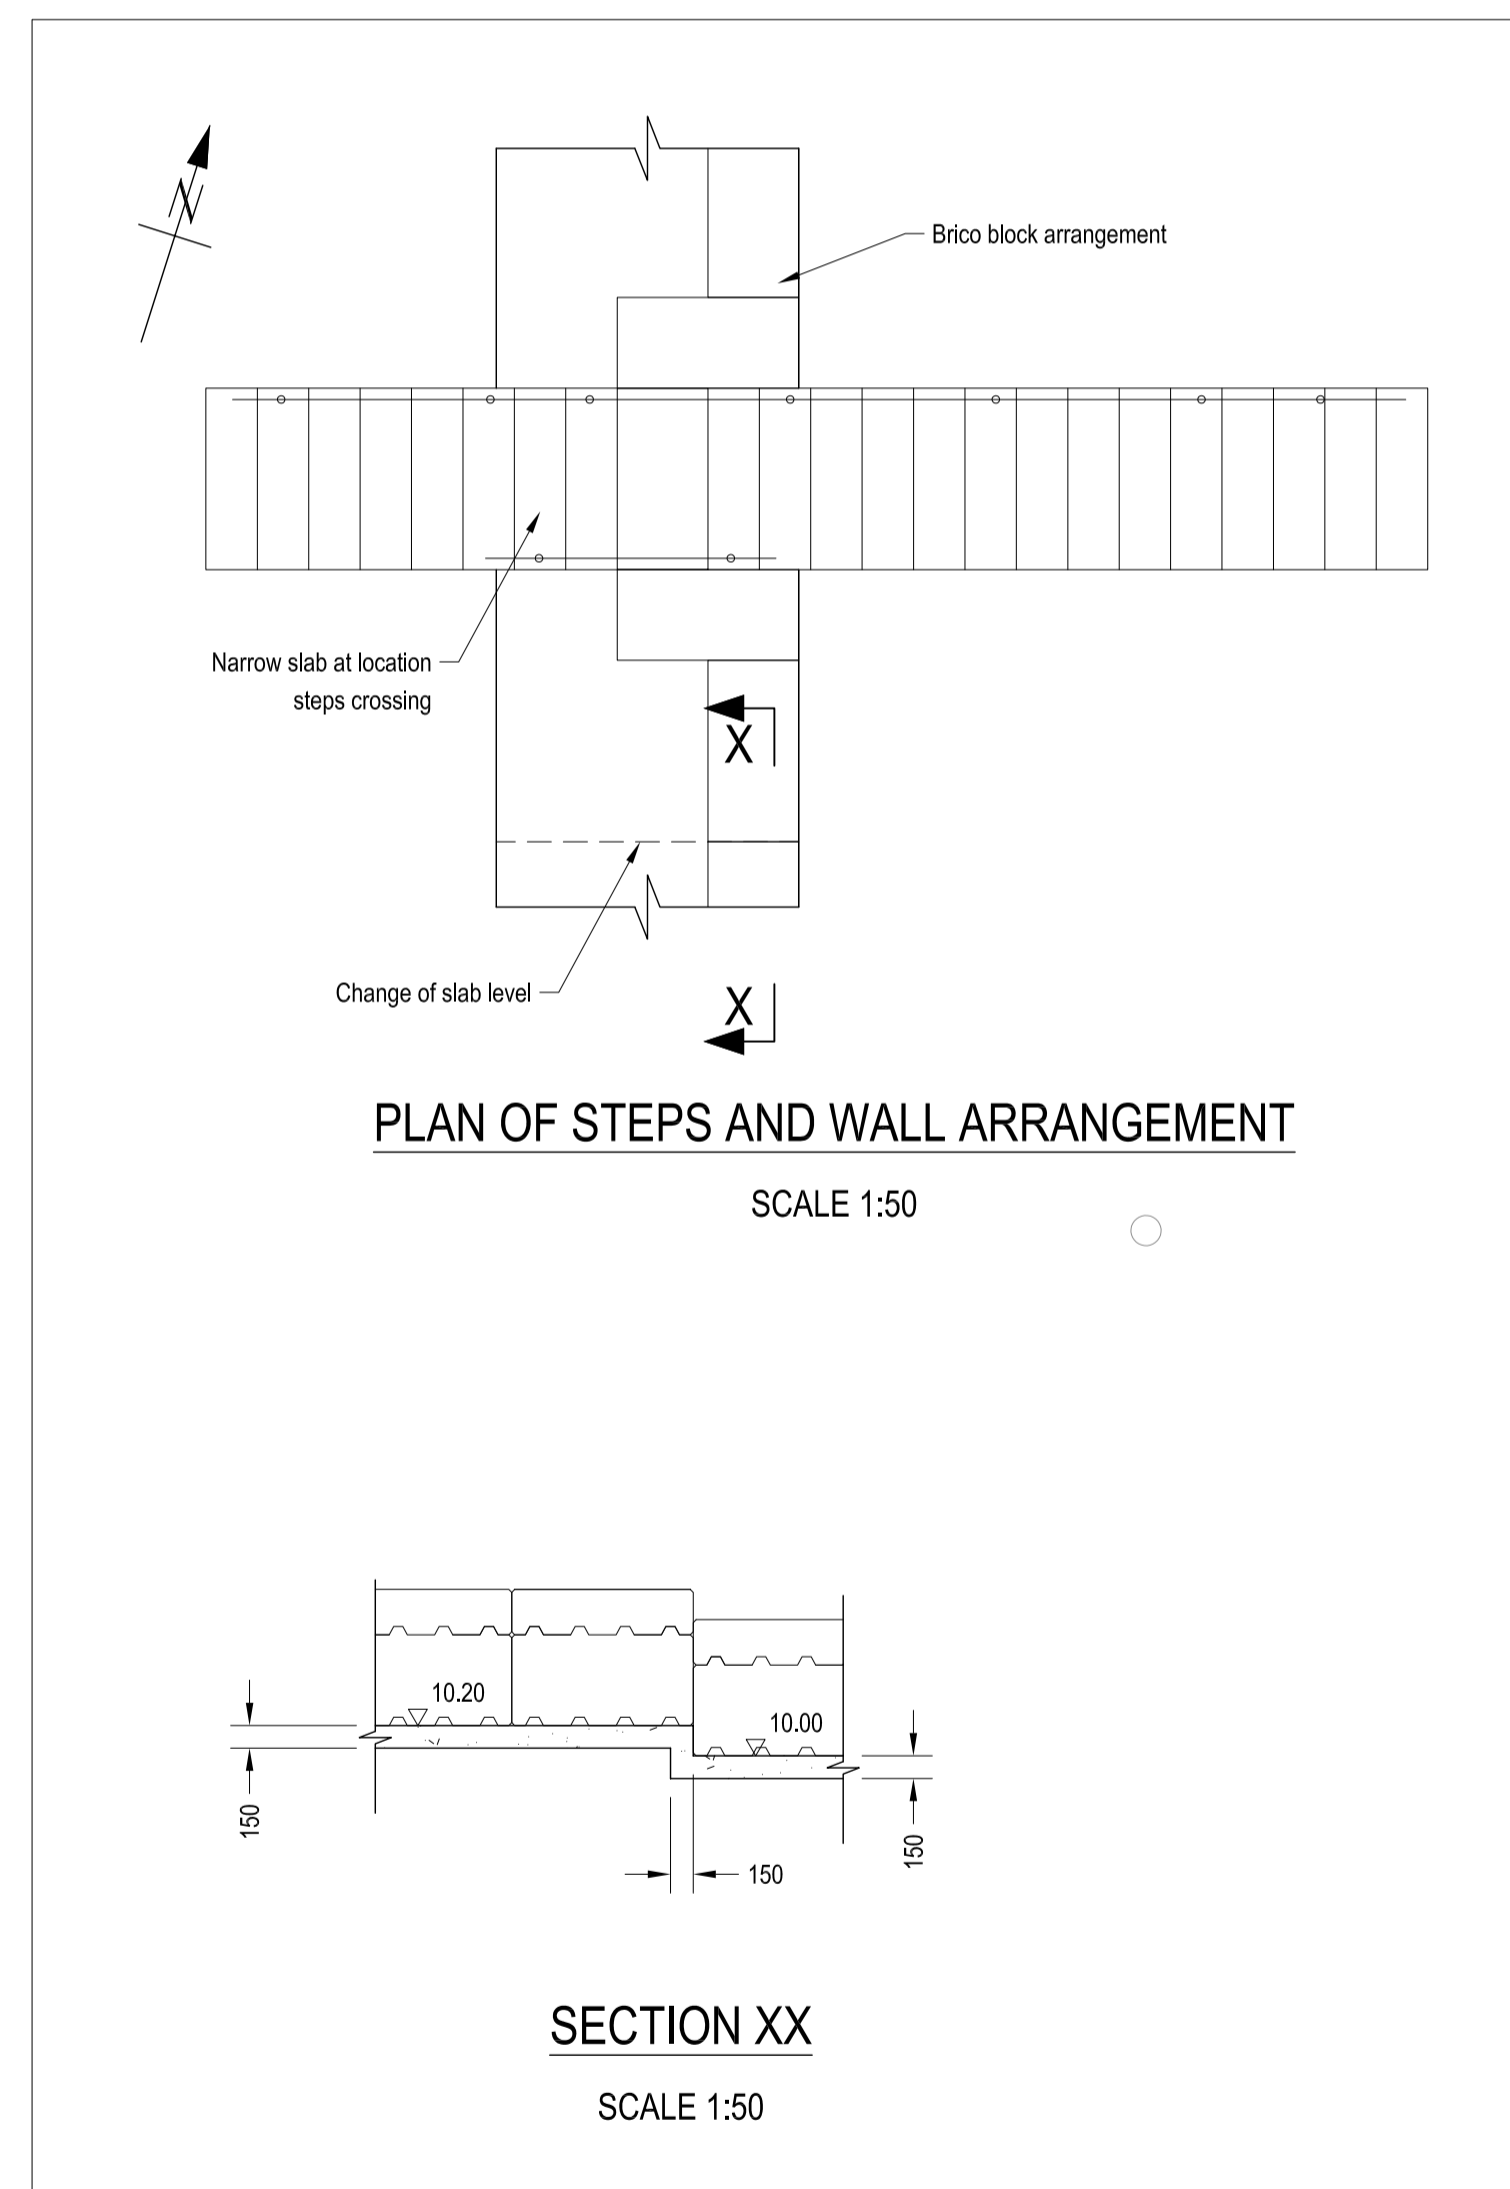 N
Brico block arrangement
Narrow slab at location
steps crossing
X
Change of slab level
X
PLAN OF STEPS AND WALL ARRANGEMENT
SCALE 1:50
10.20
10.00
150
150
150
SECTION XX
SCALE 1:50